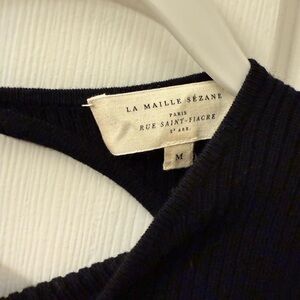 LA MAILLE SÉZANE
PARIS
RUE SAINT-FIACRE
2e ARR.
M